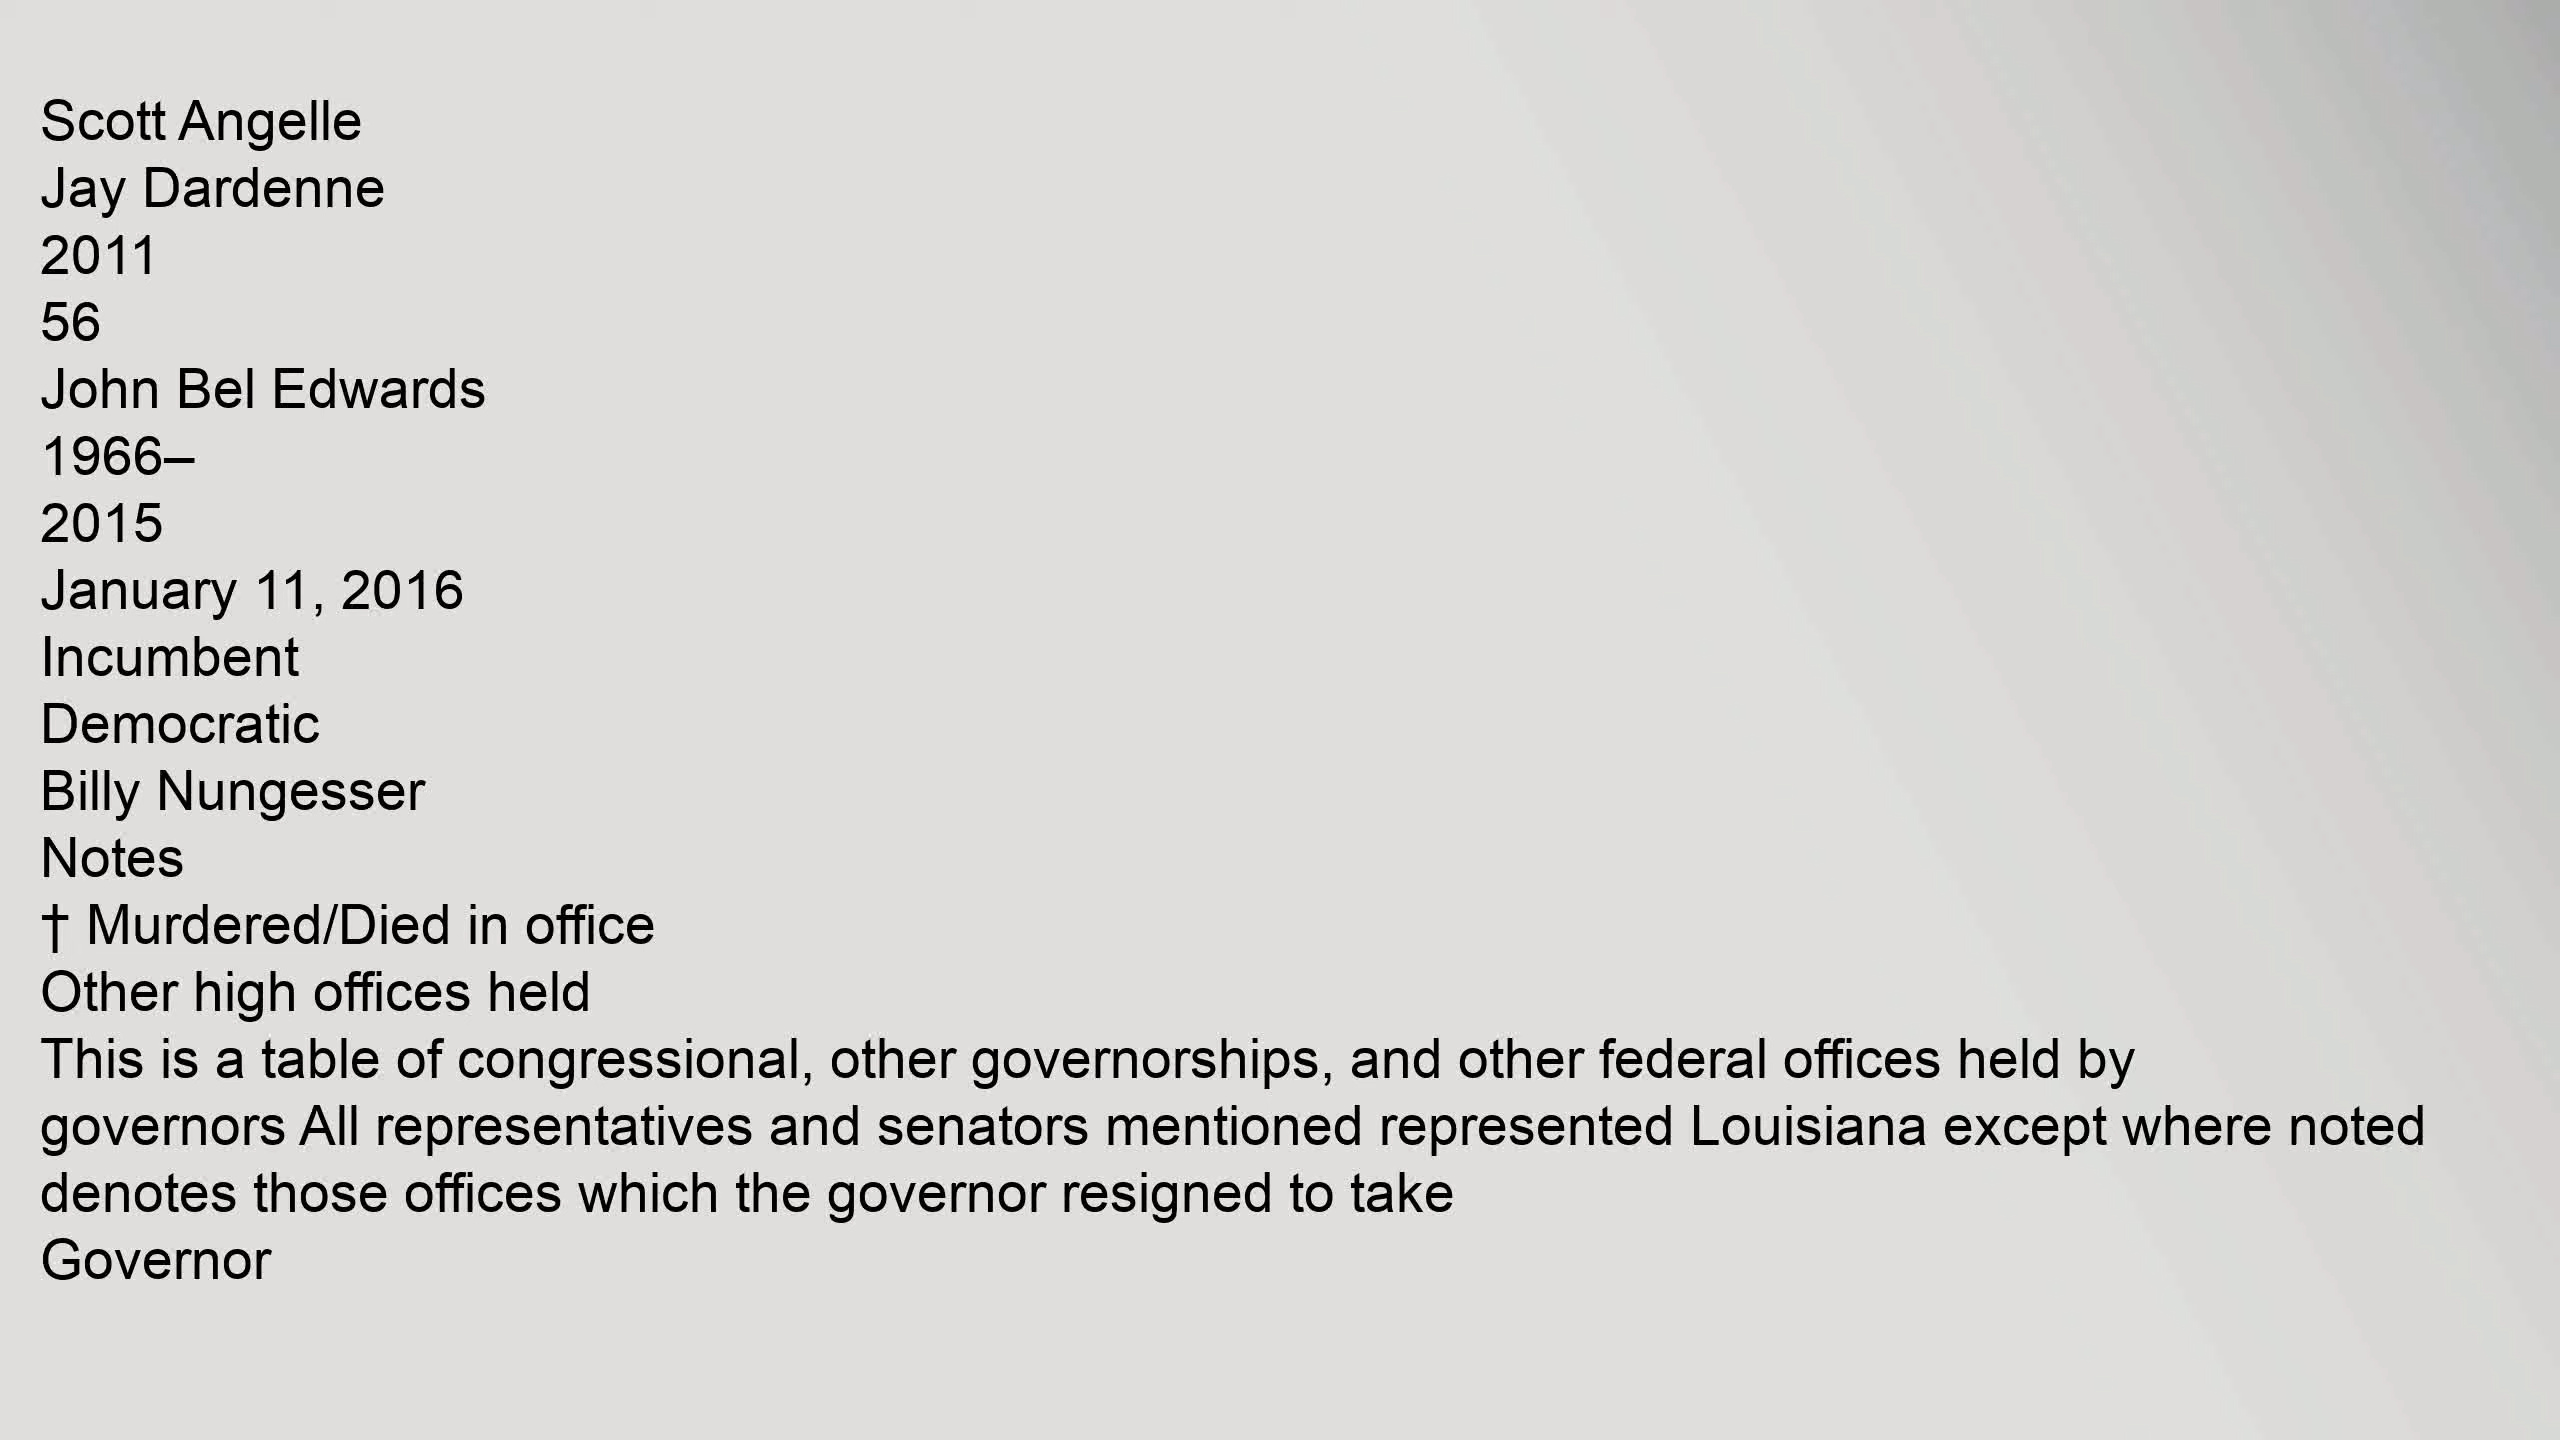 Scott Angelle
Jay Dardenne
2011
56
John Bel Edwards
1966–
2015
January 11, 2016
Incumbent
Democratic
Billy Nungesser
Notes
† Murdered/Died in office
Other high offices held
This is a table of congressional, other governorships, and other federal offices held by
governors All representatives and senators mentioned represented Louisiana except where noted
denotes those offices which the governor resigned to take
Governor